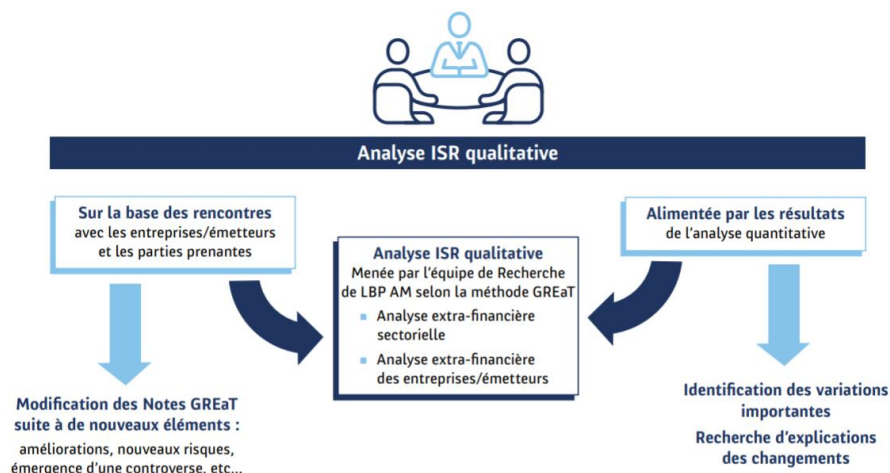 Analyse ISR qualitative
Sur la base des rencontres
avec les entreprises/émetteurs
et les parties prenantes
Analyse ISR qualitative
Menée par l'équipe de Recherche
de LBP AM selon la méthode GREaT
Analyse extra-financière
sectorielle
Analyse extra-financière
des entreprises/émetteurs
Alimentée par les résultats
de l'analyse quantitative
Modification des Notes GREaT
suite à de nouveaux éléments :
améliorations, nouveaux risques,
émergence d'une controverse, etc...
Identification des variations
importantes
Recherche d'explications
des changements